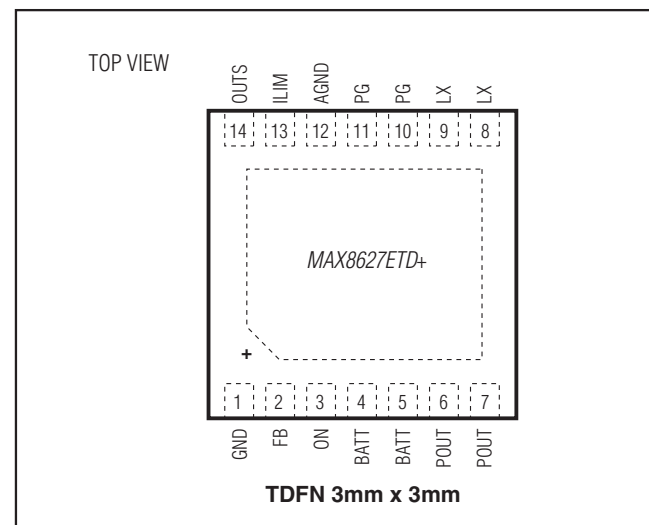 TOP VIEW
OUTS ILIM AGND PG PG LX LX
14 13 12 11 10 9 8
MAX8627ETD+
+
1 2 3 4 5 6 7
GND FB ON BATT BATT POUT POUT
TDFN 3mm x 3mm